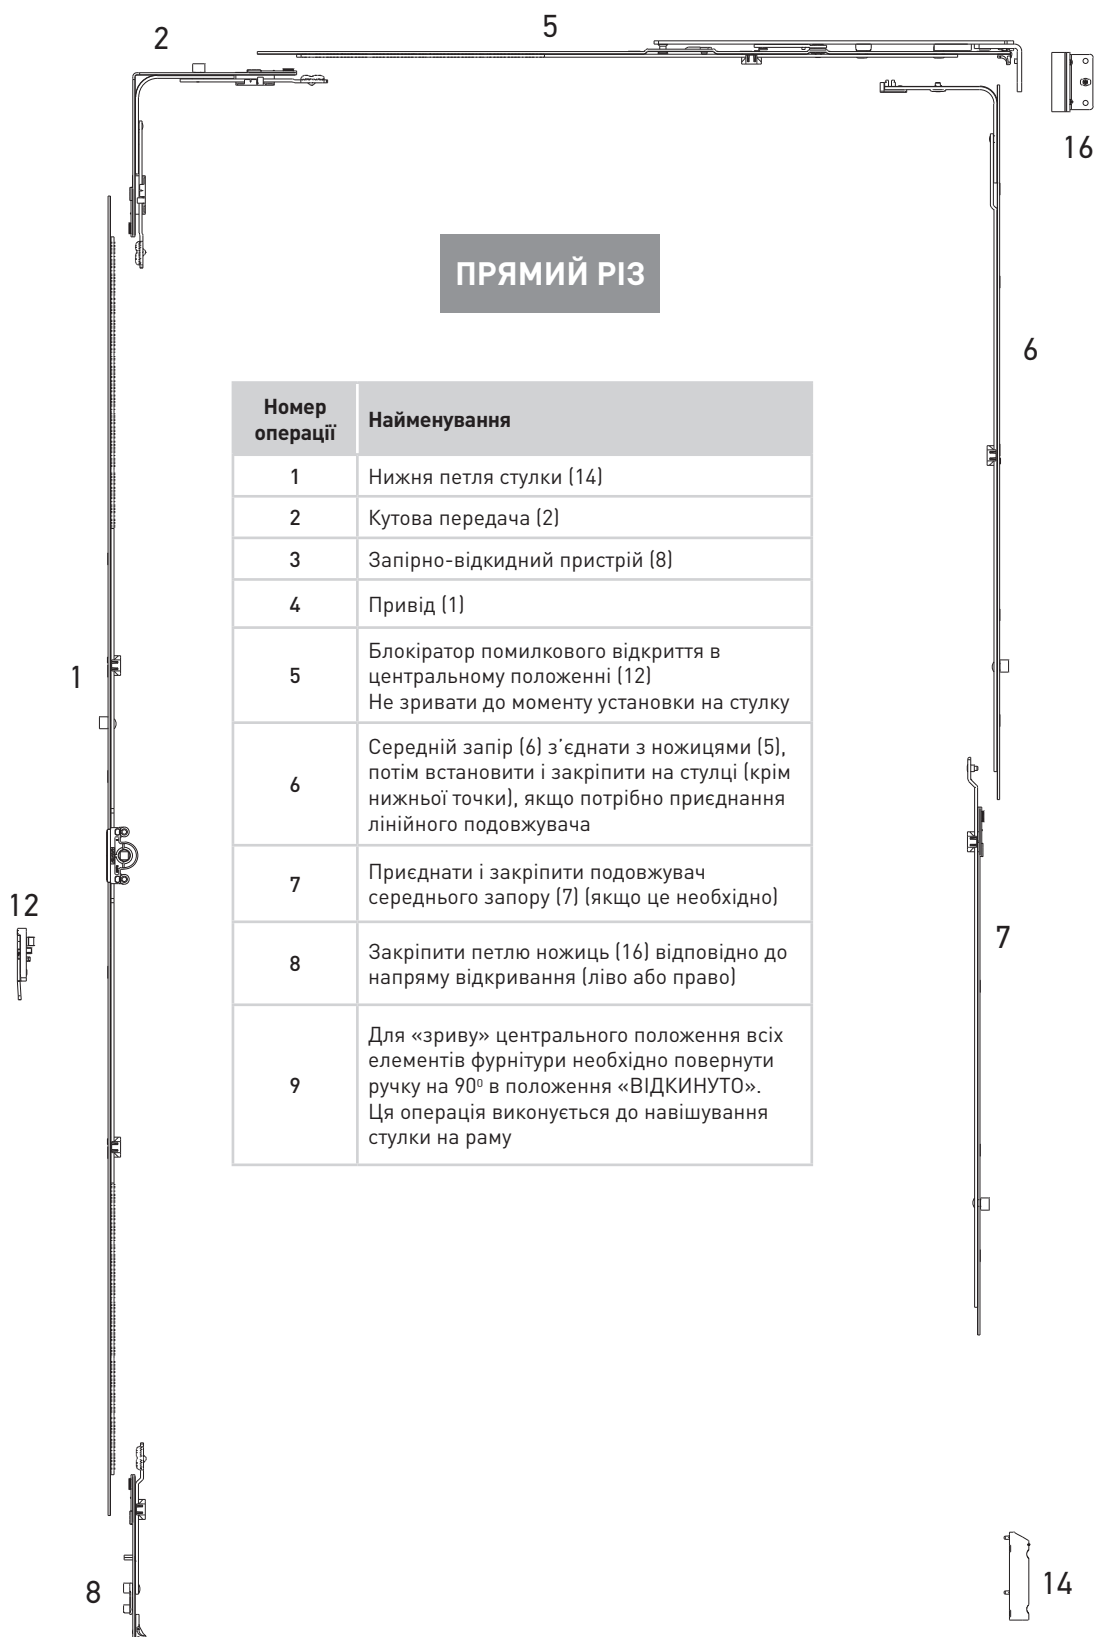 5
2
16
ПРЯМИЙ РІЗ
6
Номер
операції
Найменування
1
Нижня петля стулки (14)
2
Кутова передача (2)
3
Запірно-відкидний пристрій (8)
4
Привід (1)
5
Блокіратор помилкового відкриття в
центральному положенні (12)
Не зривати до моменту установки на стулку
6
Середній запір (6) з’єднати з ножицями (5),
потім встановити і закріпити на стулці (крім
нижньої точки), якщо потрібно приєднання
лінійного подовжувача
7
Приєднати і закріпити подовжувач
середнього запору (7) (якщо це необхідно)
8
Закріпити петлю ножиць (16) відповідно до
напряму відкривання (ліво або право)
9
Для «зриву» центрального положення всіх
елементів фурнітури необхідно повернути
ручку на 90⁰ в положення «ВІДКИНУТО».
Ця операція виконується до навішування
стулки на раму
1
12
7
8
14